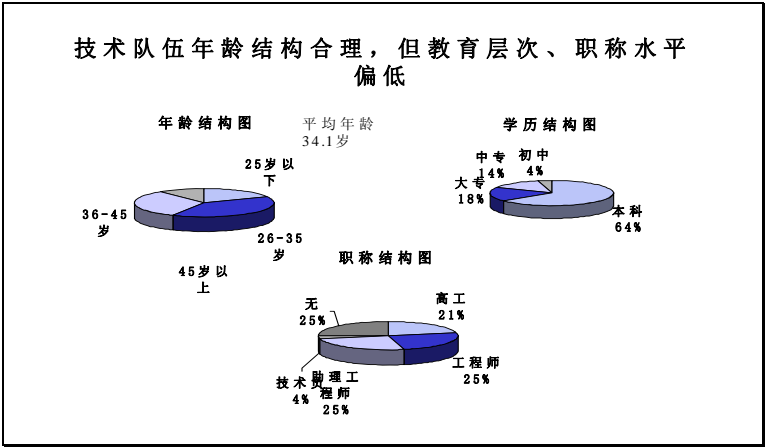 技术队伍年龄结构合理，但教育层次、职称水平
偏低
年龄结构图
平均年龄
34.1岁
25岁以
下
26-35
岁
36-45
岁
45岁以
上
学历结构图
初中
4%
中专
14%
大专
18%
本科
64%
职称结构图
高工
21%
工程师
25%
助理工
程师
25%
技术员
4%
无
25%